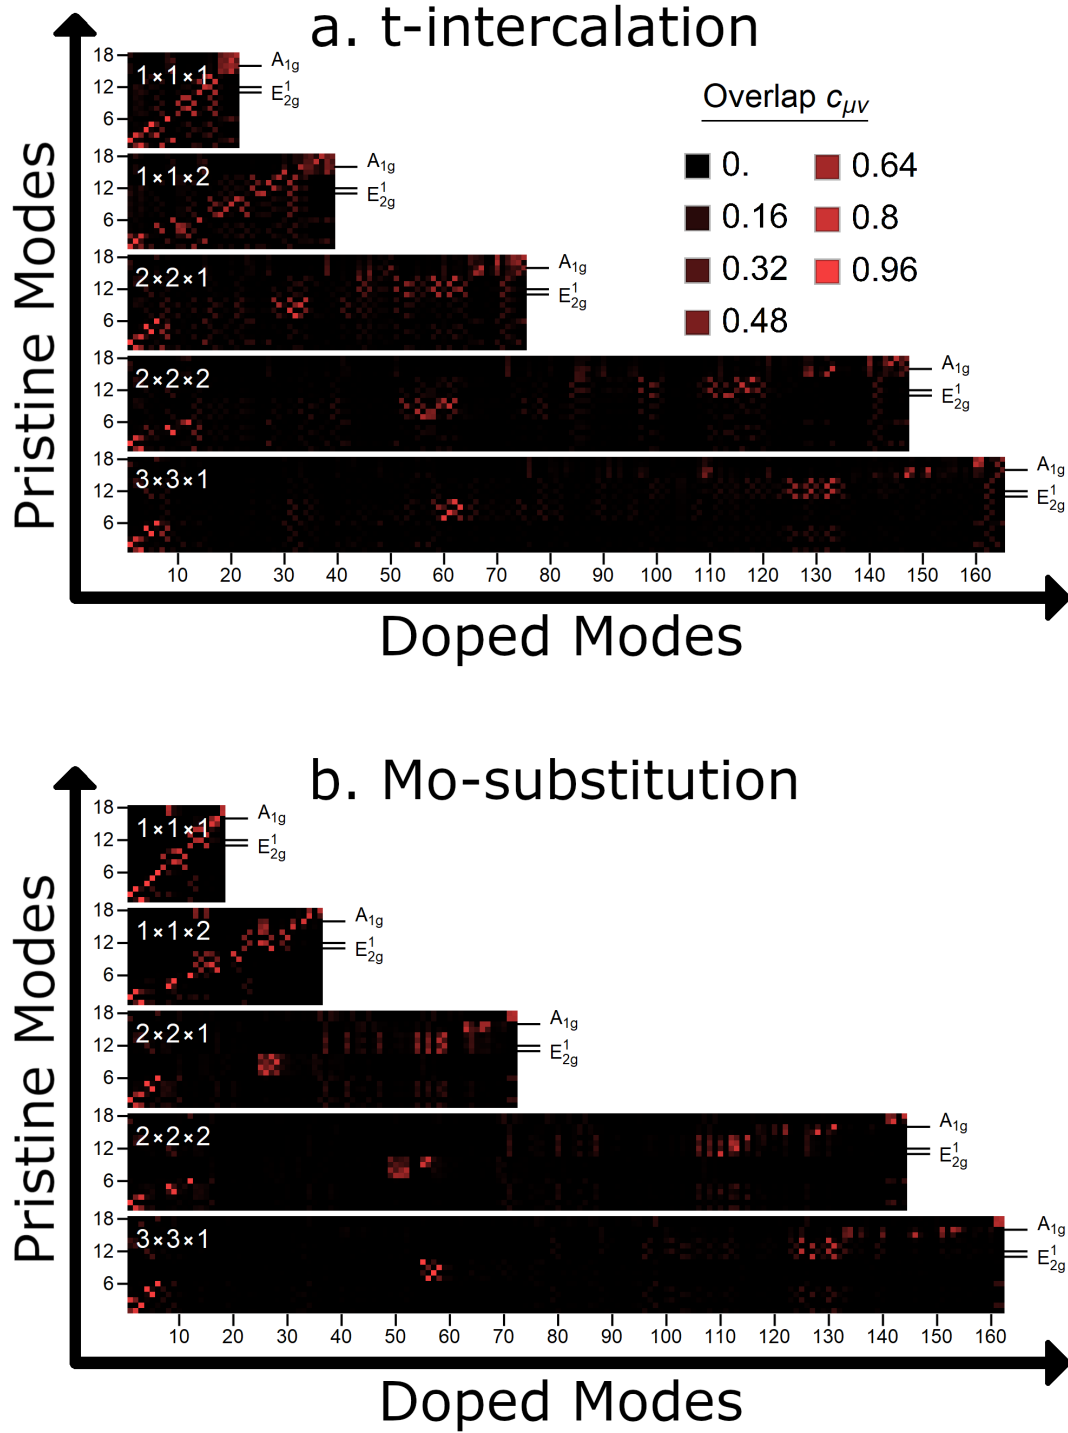 a. t-intercalation
Pristine Modes
18
12
6
1×1×1
A1g
E12g
Overlap cμν
0.
0.16
0.32
0.48
0.64
0.8
0.96
18
12
6
1×1×2
A1g
E12g
18
12
6
2×2×1
A1g
E12g
18
12
6
2×2×2
A1g
E12g
18
12
6
3×3×1
A1g
E12g
10 20 30 40 50 60 70 80 90 100 110 120 130 140 150 160
Doped Modes
b. Mo-substitution
Pristine Modes
18
12
6
1×1×1
A1g
E12g
18
12
6
1×1×2
A1g
E12g
18
12
6
2×2×1
A1g
E12g
18
12
6
2×2×2
A1g
E12g
18
12
6
3×3×1
A1g
E12g
10 20 30 40 50 60 70 80 90 100 110 120 130 140 150 160
Doped Modes